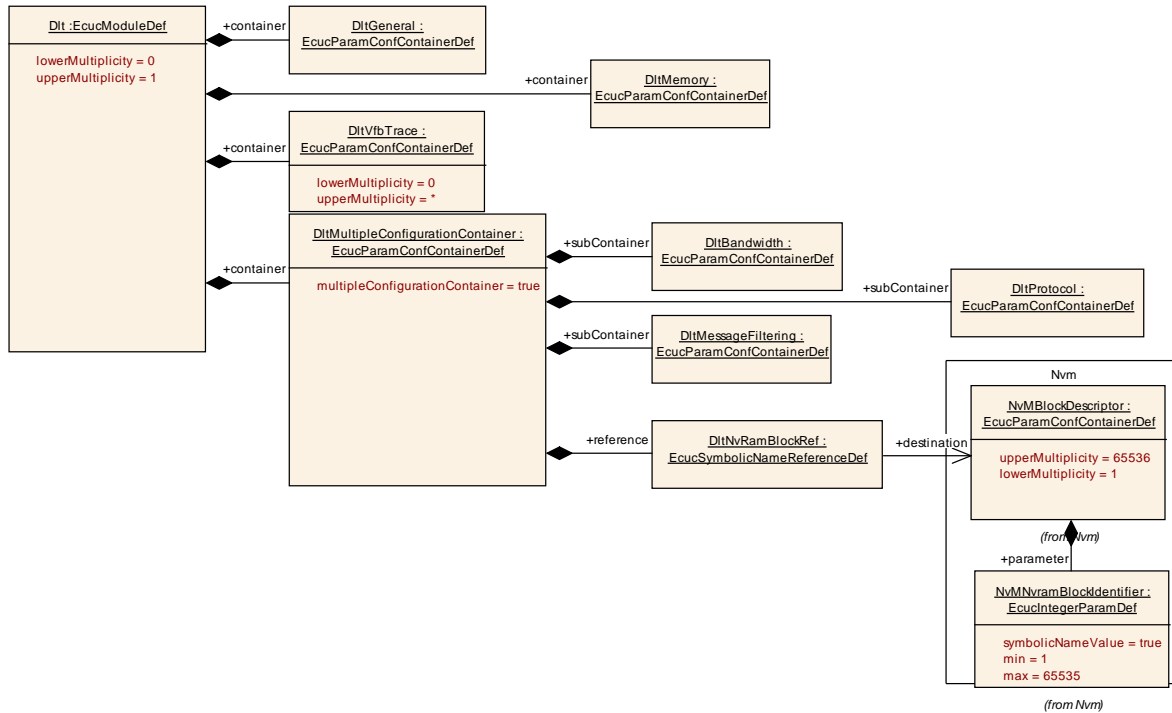 Dlt :EcucModuleDef
lowerMultiplicity = 0
upperMultiplicity = 1
+container
DltGeneral :
EcucParamConfContainerDef
+container
DltMemory :
EcucParamConfContainerDef
+container
DltVfbTrace :
EcucParamConfContainerDef
lowerMultiplicity = 0
upperMultiplicity = *
+container
DltMultipleConfigurationContainer :
EcucParamConfContainerDef
multipleConfigurationContainer = true
+subContainer
DltBandwidth :
EcucParamConfContainerDef
+subContainer
DltProtocol :
EcucParamConfContainerDef
+subContainer
DltMessageFiltering :
EcucParamConfContainerDef
+reference
DltNvRamBlockRef :
EcucSymbolicNameReferenceDef
+destination
Nvm
NvMBlockDescriptor :
EcucParamConfContainerDef
upperMultiplicity = 65536
lowerMultiplicity = 1
(from Nvm)
+parameter
NvMNvramBlockIdentifier :
EcucIntegerParamDef
symbolicNameValue = true
min = 1
max = 65535
(from Nvm)